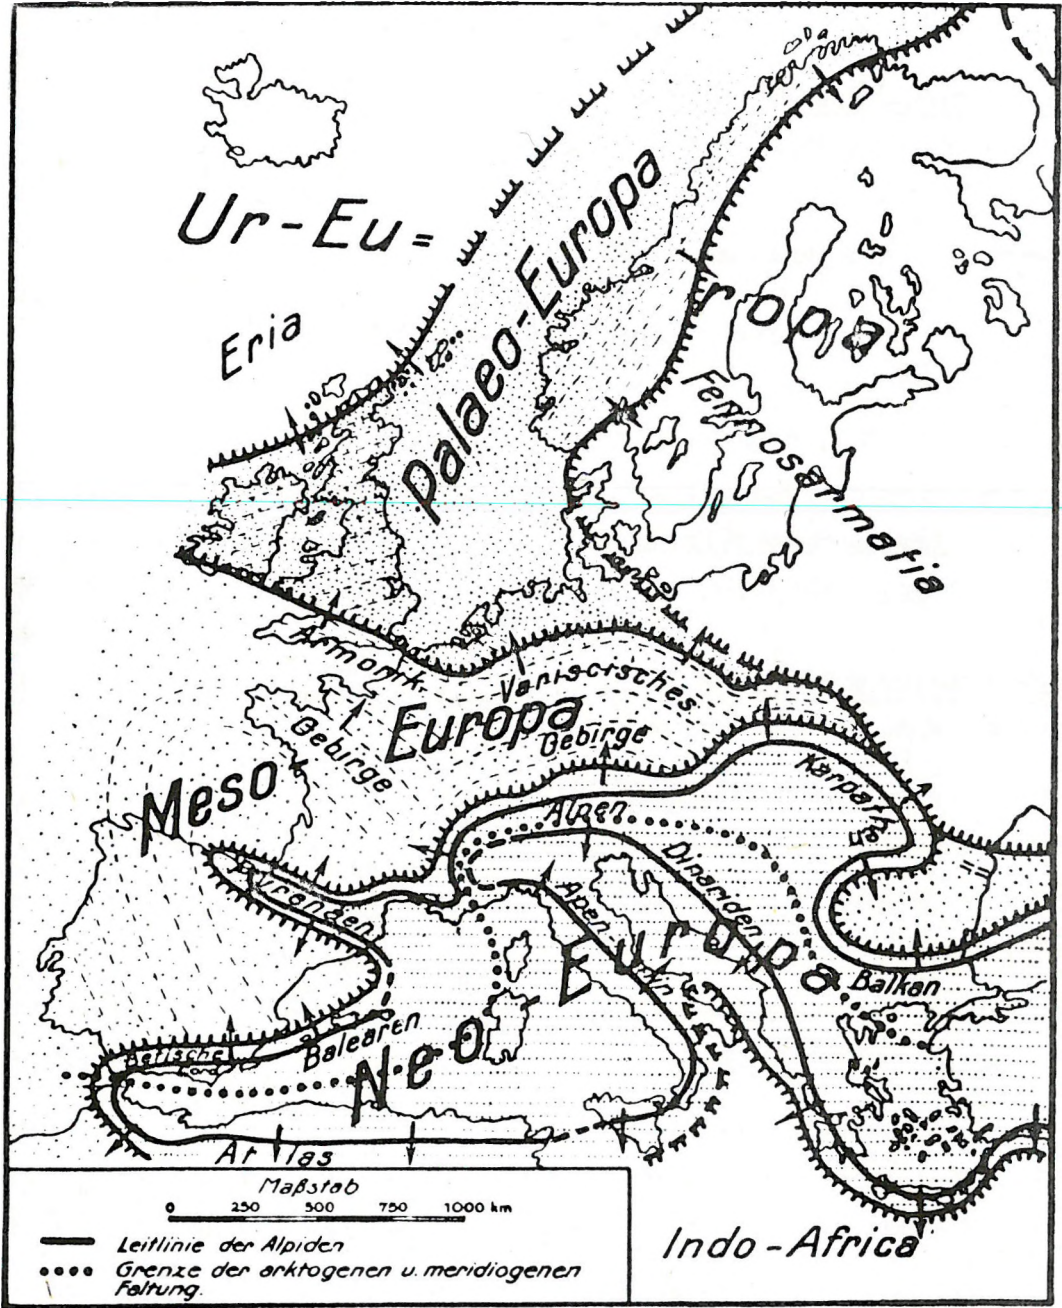 Ur-Eu=
ropa
Eria
Palaeo-Europa
Fennosarmatia
Armorik.
Gebirge
Variscisches
Gebirge
Meso
Europa
Karpathen
Alpen
Pyrenäen
Dinariden
Apennin
Balkan
Betische
Balearen
Neo-Europa
Atlas
Indo-Africa
Maßstab
0 250 500 750 1000 km
Leitlinie der Alpiden
Grenze der arktogenen u. meridiogenen
Faltung.